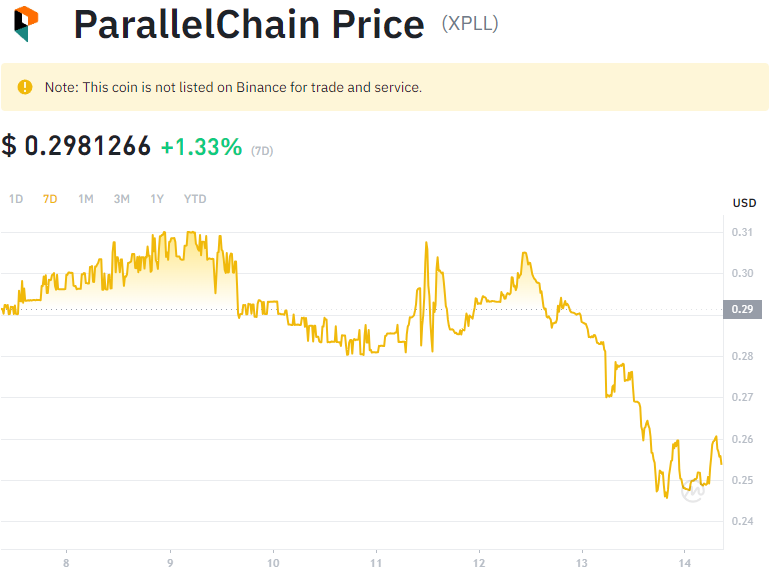 ParallelChain Price (XPLL)
Note: This coin is not listed on Binance for trade and service.
$ 0.2981266 +1.33% (7D)
1D 7D 1M 3M 1Y YTD
USD
0.31
0.30
0.29
0.28
0.27
0.26
0.25
0.24
8 9 10 11 12 13 14